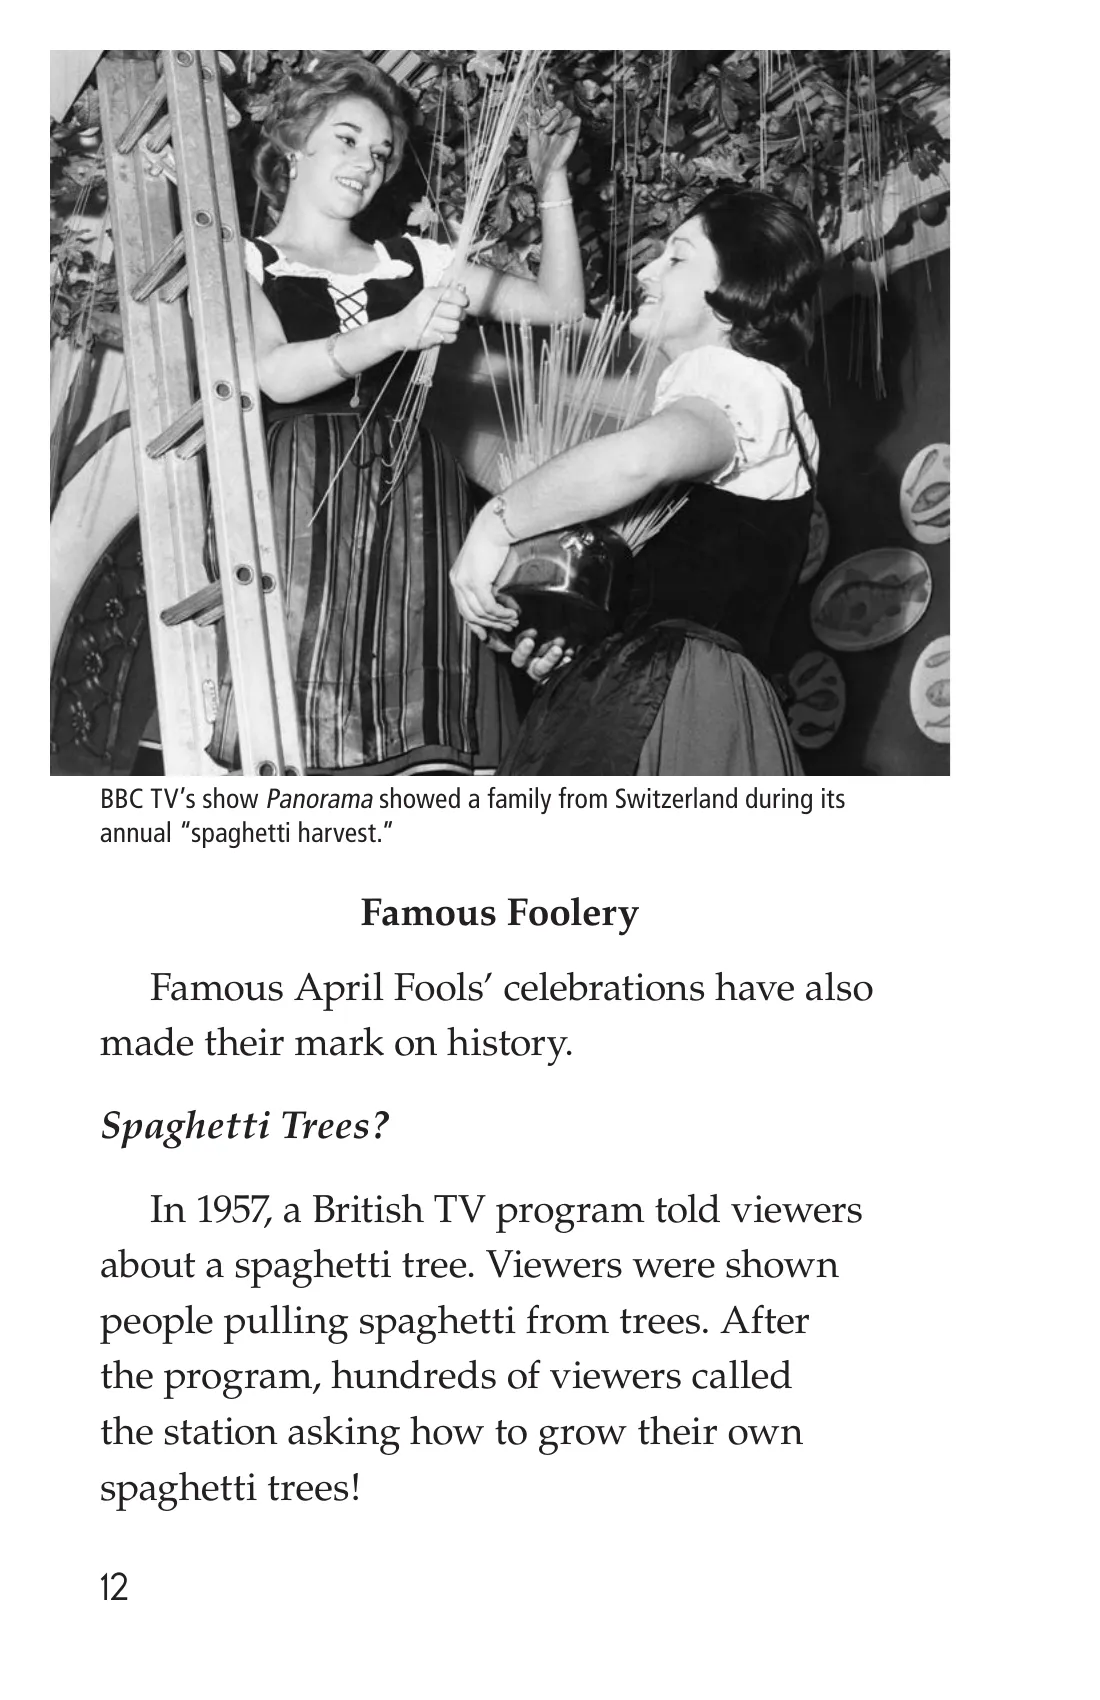 BBC TV’s show Panorama showed a family from Switzerland during its
annual “spaghetti harvest.”
Famous Foolery
Famous April Fools’ celebrations have also
made their mark on history.
Spaghetti Trees?
In 1957, a British TV program told viewers
about a spaghetti tree. Viewers were shown
people pulling spaghetti from trees. After
the program, hundreds of viewers called
the station asking how to grow their own
spaghetti trees!
12